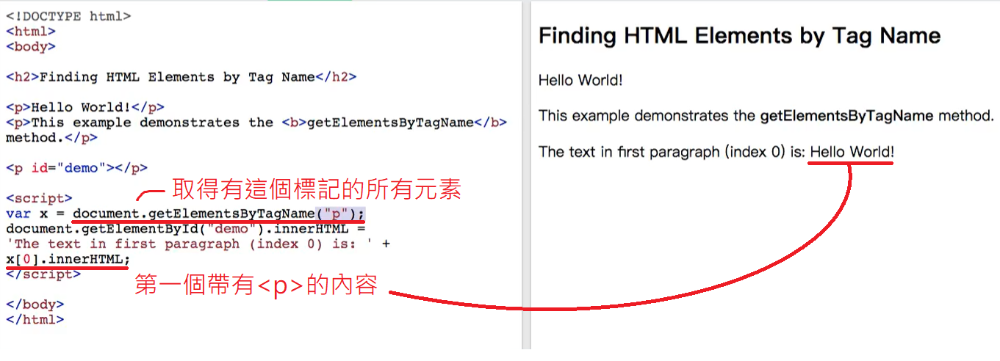 <!DOCTYPE html>
<html>
<body>
<h2>Finding HTML Elements by Tag Name</h2>
<p>Hello World!</p>
<p>This example demonstrates the <b>getElementsByTagName</b>
method.</p>
<p id="demo"></p>
<script>
取得有這個標記的所有元素
var x = document.getElementsByTagName("p");
document.getElementById("demo").innerHTML =
'The text in first paragraph (index 0) is: ' +
x[0].innerHTML;
</script>
第一個帶有<p>的內容
</body>
</html>
Finding HTML Elements by Tag Name
Hello World!
This example demonstrates the getElementsByTagName method.
The text in first paragraph (index 0) is: Hello World!